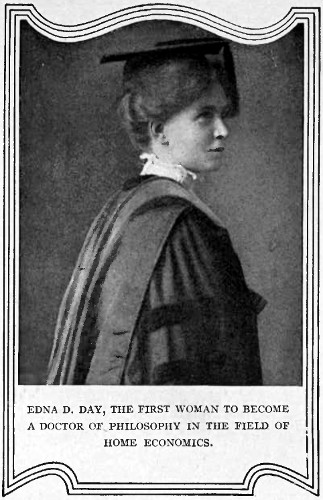 EDNA D. DAY, THE FIRST WOMAN TO BECOME
A DOCTOR OF PHILOSOPHY IN THE FIELD OF
HOME ECONOMICS.